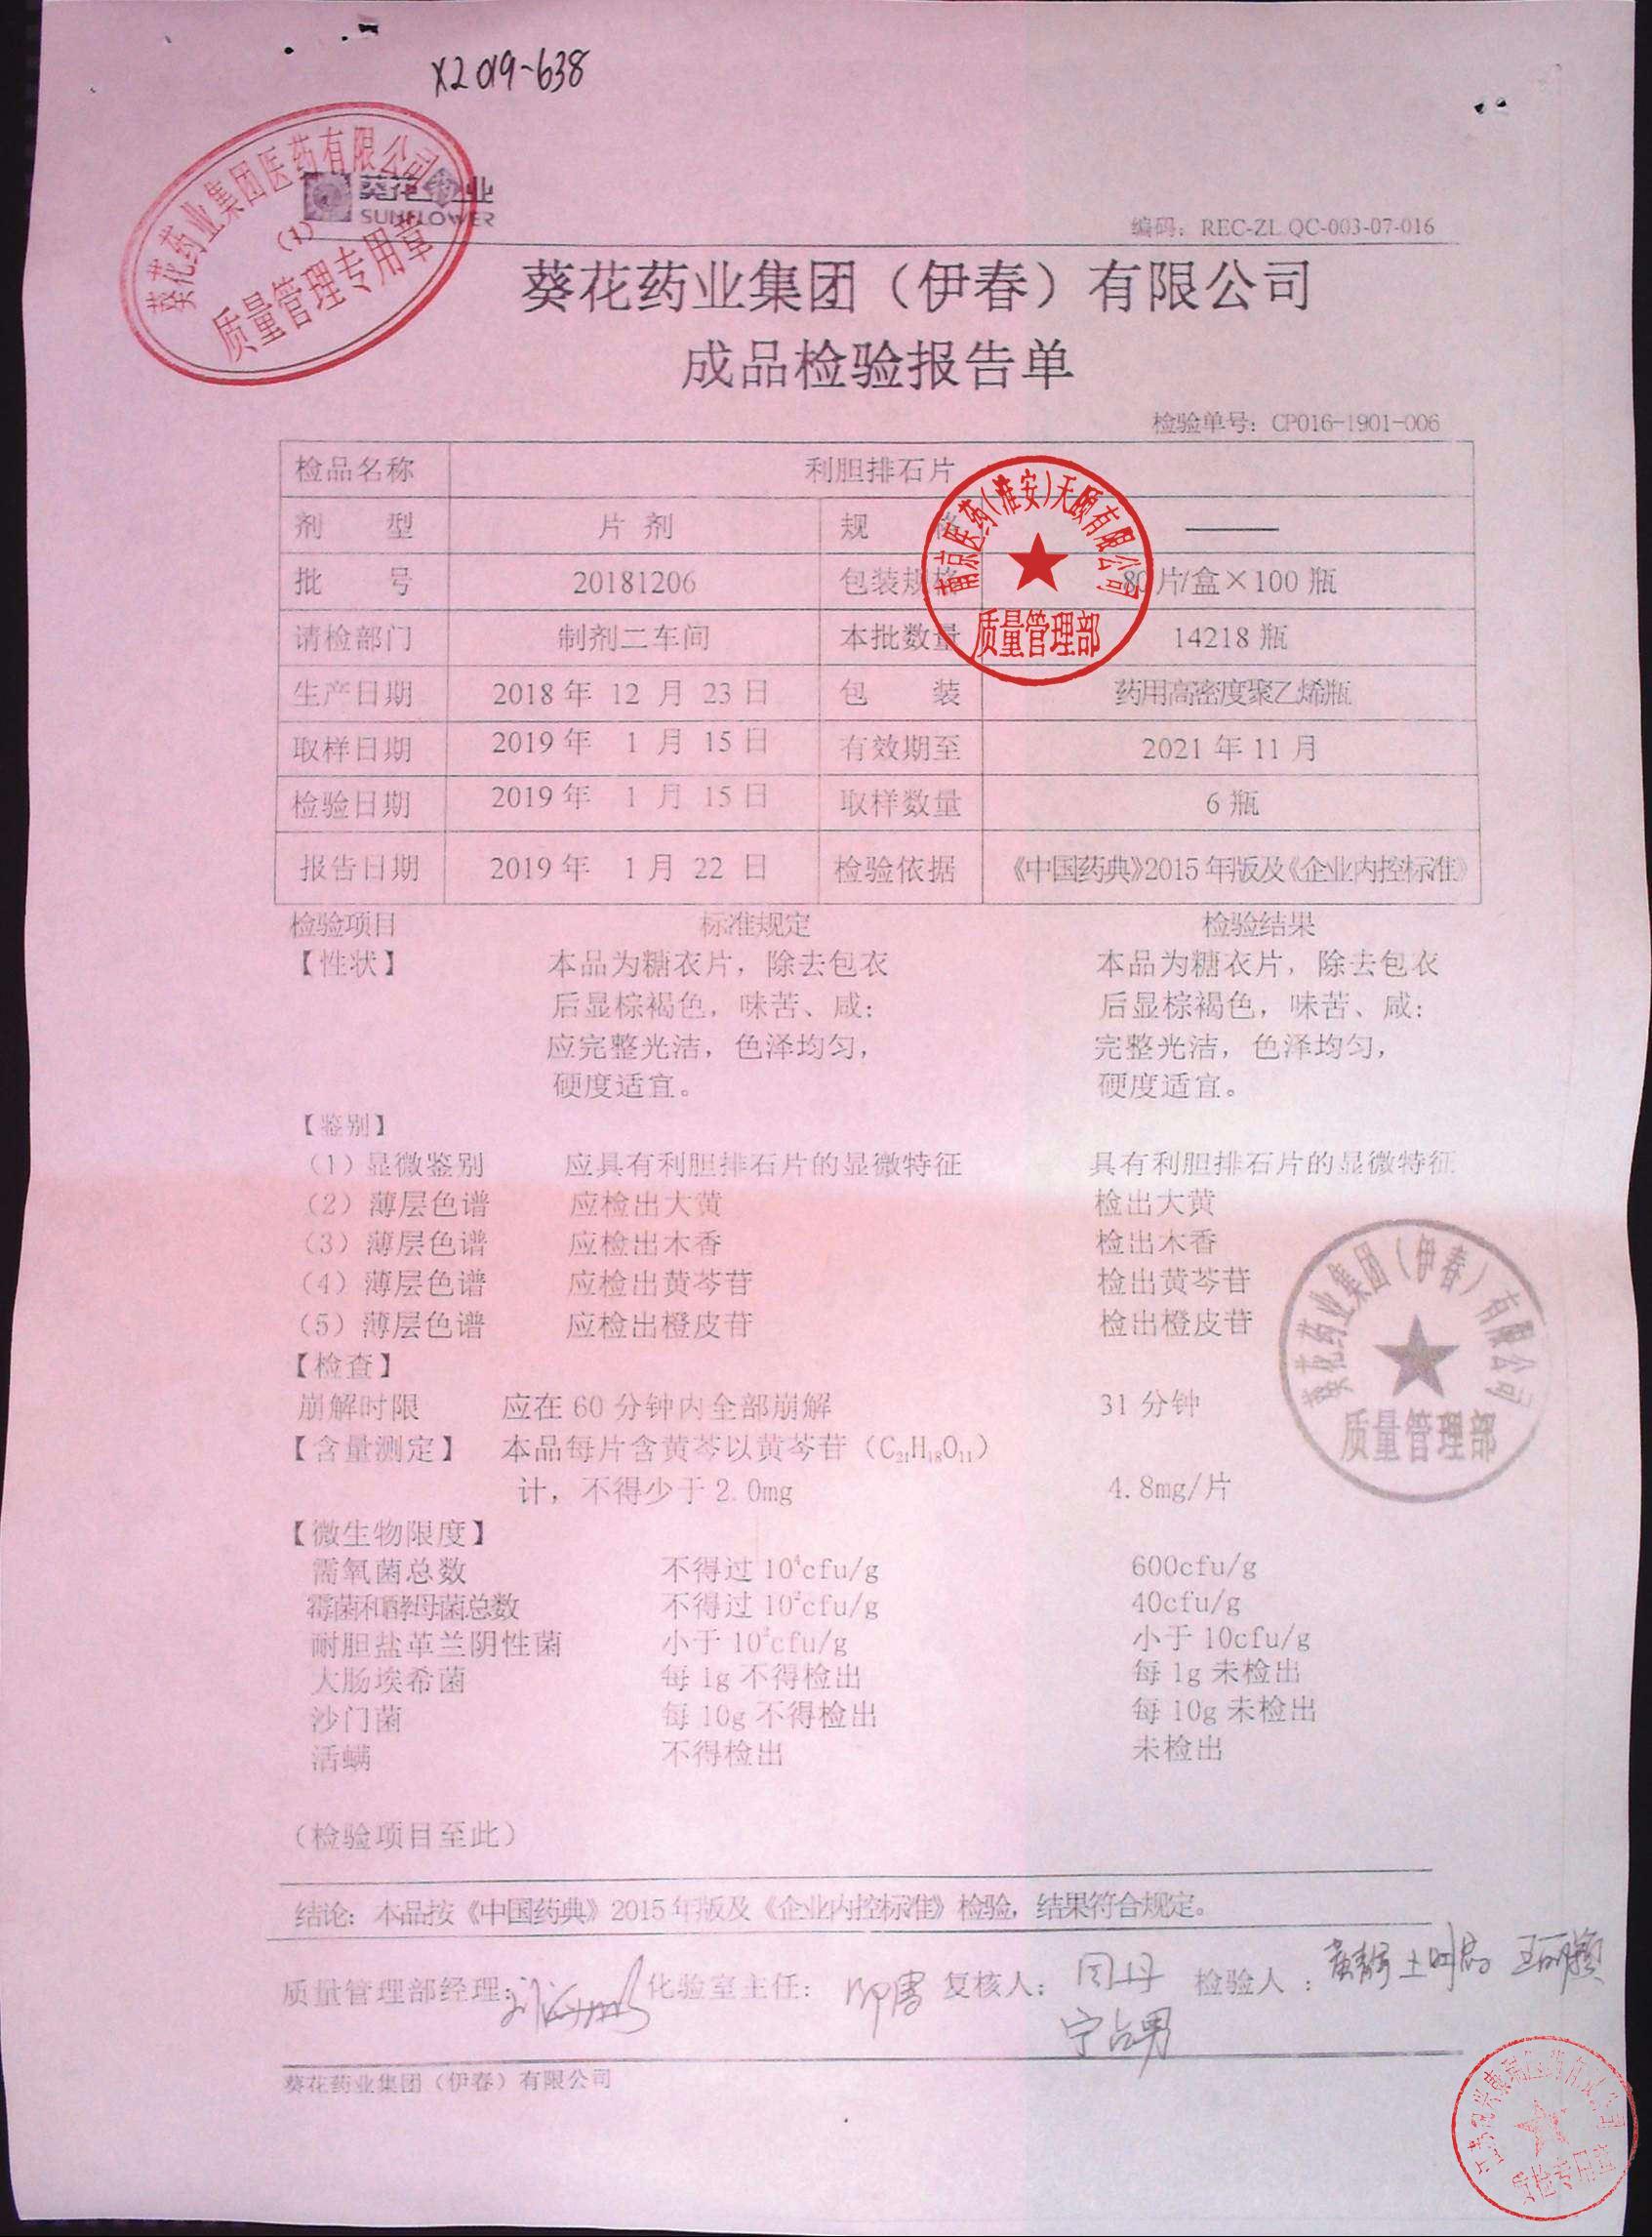 X2019-638
葵花药业集团医药有限公司
(1)
质量管理专用章
葵花药业
SUNFLOWER
编码：REC-ZL QC-003-07-016
葵花药业集团（伊春）有限公司
成品检验报告单
检验单号：CP016-1901-006
检品名称 利胆排石片
剂 型 片 剂 规 格 ——
批 号 20181206 包装规格 80片/盒×100瓶
请检部门 制剂二车间 本批数量 14218瓶
生产日期 2018年 12 月 23 日 包 装 药用高密度聚乙烯瓶
取样日期 2019年 1 月 15 日 有效期至 2021年11月
检验日期 2019年 1 月 15 日 取样数量 6瓶
报告日期 2019年 1 月 22 日 检验依据 《中国药典》2015年版及《企业内控标准》
南京医药(淮安)天颐有限公司
质量管理部
检验项目 标准规定 检验结果
【性状】 本品为糖衣片，除去包衣 本品为糖衣片，除去包衣
后显棕褐色，味苦、咸； 后显棕褐色，味苦、咸；
应完整光洁，色泽均匀， 完整光洁，色泽均匀，
硬度适宜。 硬度适宜。
【鉴别】
（1）显微鉴别 应具有利胆排石片的显微特征 具有利胆排石片的显微特征
（2）薄层色谱 应检出大黄 检出大黄
（3）薄层色谱 应检出木香 检出木香
（4）薄层色谱 应检出黄芩苷 检出黄芩苷
（5）薄层色谱 应检出橙皮苷 检出橙皮苷
【检查】
崩解时限 应在60分钟内全部崩解 31分钟
【含量测定】 本品每片含黄芩以黄芩苷（C₂₁H₁₈O₁₁）
计，不得少于2.0mg 4.8mg/片
葵花药业集团（伊春）有限公司
质量管理部
【微生物限度】
需氧菌总数 不得过10⁴cfu/g 600cfu/g
霉菌和酵母菌总数 不得过10²cfu/g 40cfu/g
耐胆盐革兰阴性菌 小于10²cfu/g 小于10cfu/g
大肠埃希菌 每1g不得检出 每1g未检出
沙门菌 每10g不得检出 每10g未检出
活螨 不得检出 未检出
（检验项目至此）
结论：本品按《中国药典》2015年版及《企业内控标准》检验，结果符合规定。
质量管理部经理： 化验室主任： 复核人：闫丹 检验人：
宁占男
葵花药业集团（伊春）有限公司
质检专用章